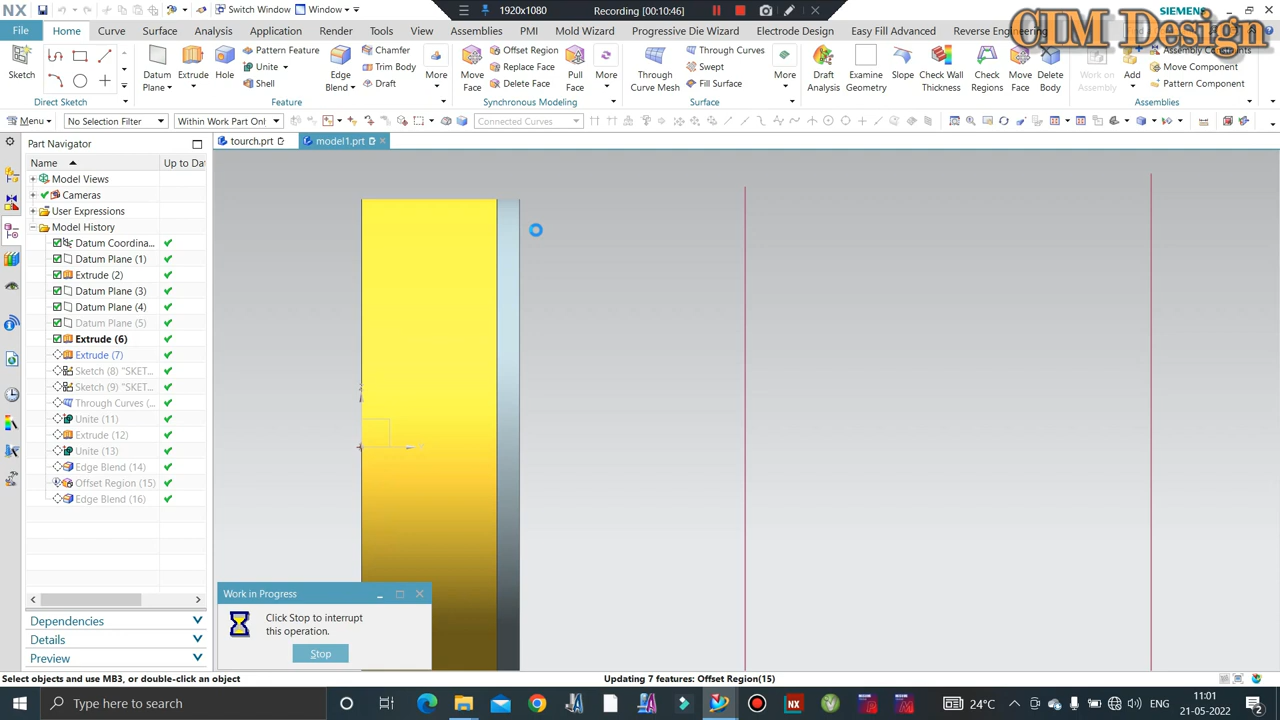 NX
Switch Window
Window
1920x1080
Recording [00:10:46]
SIEMENS
CIM Design
File
Home
Curve
Surface
Analysis
Application
Render
Tools
View
Assemblies
PMI
Mold Wizard
Progressive Die Wizard
Electrode Design
Easy Fill Advanced
Reverse Engineering
Sketch
Direct Sketch
Datum Plane
Extrude
Hole
Pattern Feature
Unite
Shell
Edge Blend
Chamfer
Trim Body
Draft
More
Feature
Move Face
Offset Region
Replace Face
Delete Face
Pull Face
More
Synchronous Modeling
Through Curve Mesh
Through Curves
Swept
Fill Surface
More
Surface
Draft Analysis
Examine Geometry
Slope
Check Wall Thickness
Check Regions
Move Face
Delete Body
Work on Assembly
Add
Assembly Constraints
Move Component
Pattern Component
Assemblies
Menu
No Selection Filter
Within Work Part Only
Connected Curves
Part Navigator
tourch.prt
model1.prt
Name
Up to Da
Model Views
Cameras
User Expressions
Model History
Datum Coordina...
Datum Plane (1)
Extrude (2)
Datum Plane (3)
Datum Plane (4)
Datum Plane (5)
Extrude (6)
Extrude (7)
Sketch (8) "SKET...
Sketch (9) "SKET...
Through Curves (...
Unite (11)
Extrude (12)
Unite (13)
Edge Blend (14)
Offset Region (15)
Edge Blend (16)
Dependencies
Details
Preview
Work in Progress
Click Stop to interrupt
this operation.
Stop
Select objects and use MB3, or double-click an object
Updating 7 features: Offset Region(15)
Type here to search
24°C
ENG
11:01
21-05-2022